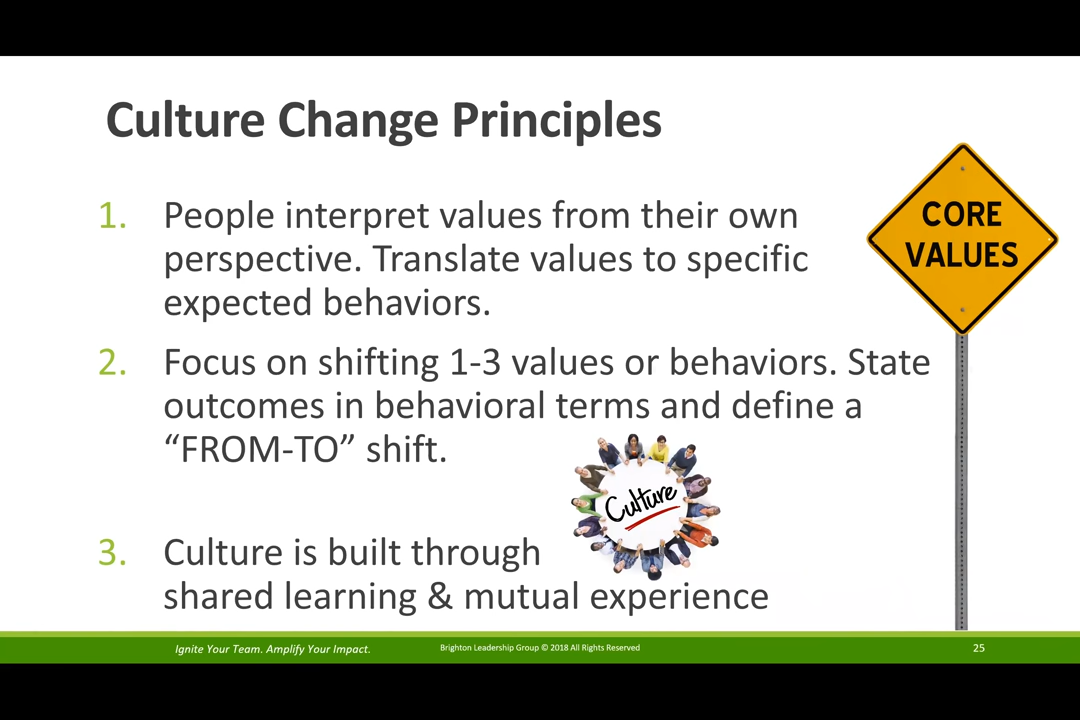 Culture Change Principles
1. People interpret values from their own
perspective. Translate values to specific
expected behaviors.
CORE
VALUES
2. Focus on shifting 1-3 values or behaviors. State
outcomes in behavioral terms and define a
“FROM-TO” shift.
Culture
3. Culture is built through
shared learning & mutual experience
Ignite Your Team. Amplify Your Impact.
Brighton Leadership Group © 2018 All Rights Reserved
25